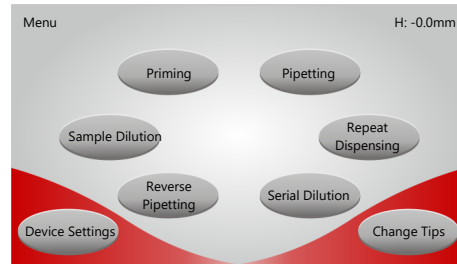 Menu
H: -0.0mm
Priming
Pipetting
Sample Dilution
Repeat
Dispensing
Reverse
Pipetting
Serial Dilution
Device Settings
Change Tips